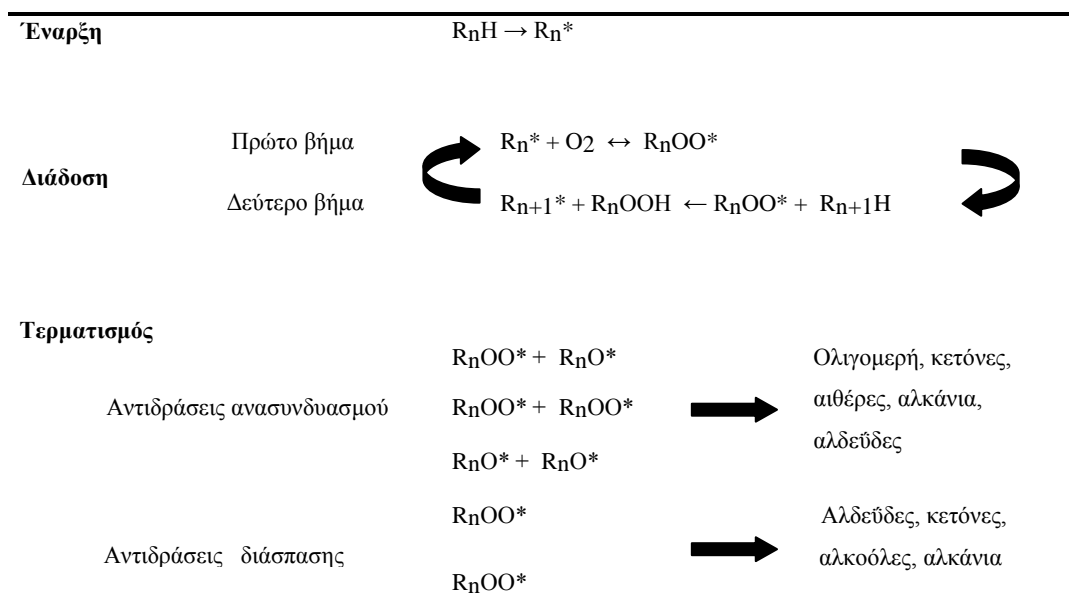 Έναρξη RnH → Rn*
Πρώτο βήμα Rn* + O2 ↔ RnOO*
Διάδοση
Δεύτερο βήμα Rn+1* + RnOOH ← RnOO* + Rn+1H
Τερματισμός
RnOO* + RnO* Ολιγομερή, κετόνες,
Αντιδράσεις ανασυνδυασμού RnOO* + RnOO* αιθέρες, αλκάνια,
αλδεΰδες
RnO* + RnO*
RnOO* Αλδεΰδες, κετόνες,
Αντιδράσεις διάσπασης αλκοόλες, αλκάνια
RnOO*